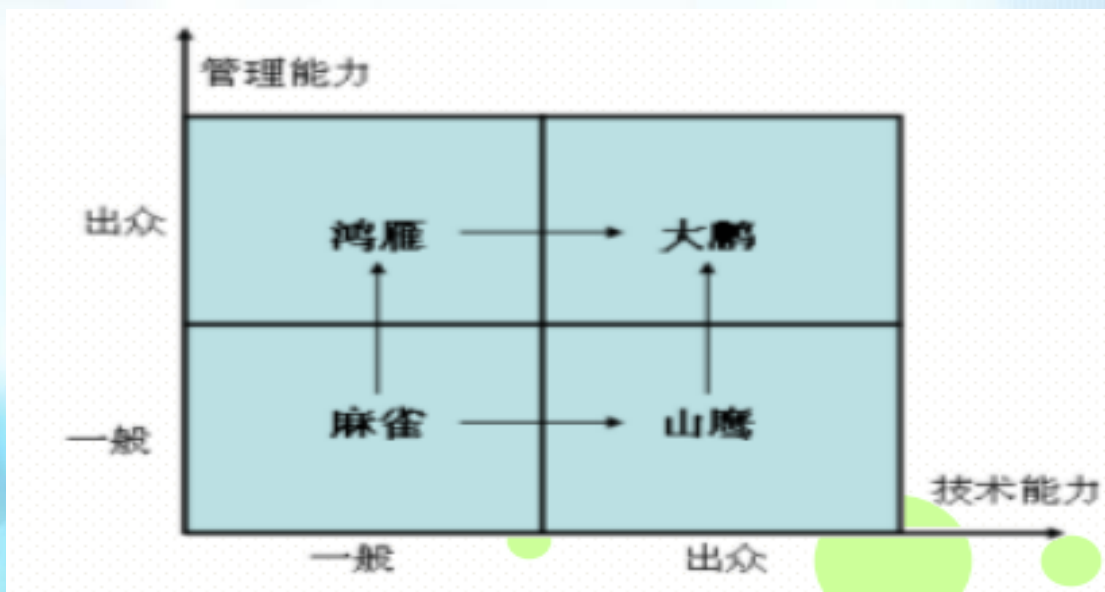 管理能力
出众
鸿雁
大鹏
一般
麻雀
山鹰
技术能力
一般
出众